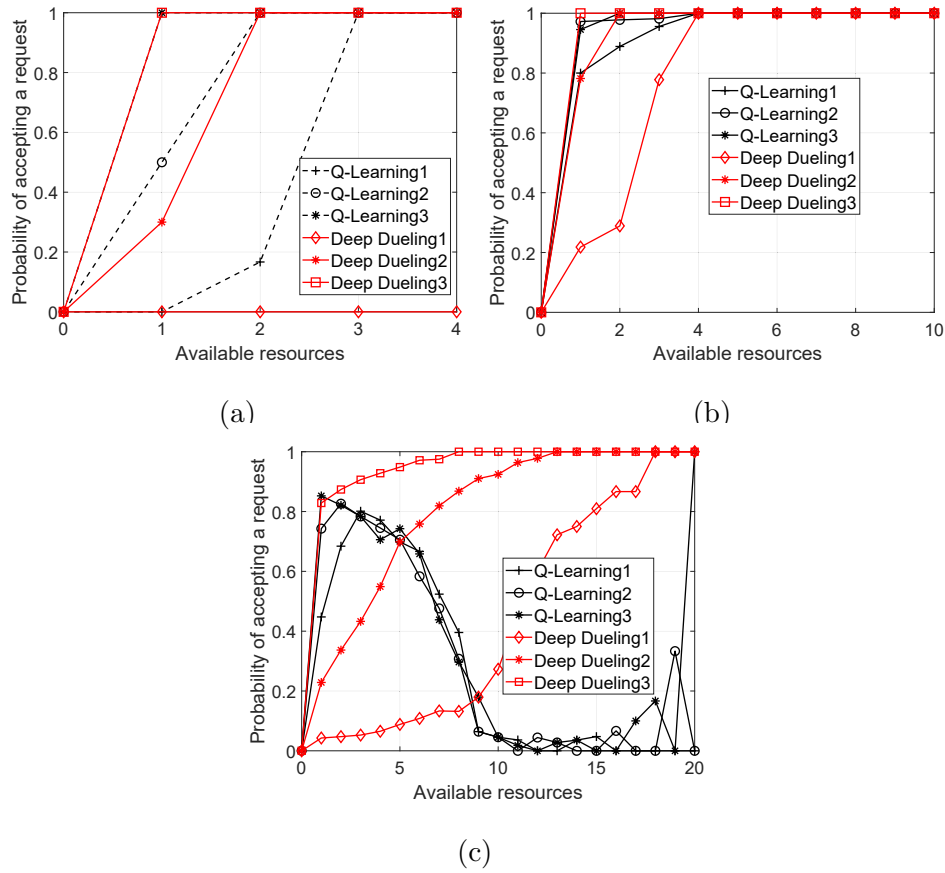 Probability of accepting a request
1
0.8
0.6
0.4
0.2
0
0
1
2
3
4
Available resources
Q-Learning1
Q-Learning2
Q-Learning3
Deep Dueling1
Deep Dueling2
Deep Dueling3
(a)
Probability of accepting a request
1
0.8
0.6
0.4
0.2
0
0
2
4
6
8
10
Available resources
Q-Learning1
Q-Learning2
Q-Learning3
Deep Dueling1
Deep Dueling2
Deep Dueling3
(b)
Probability of accepting a request
1
0.8
0.6
0.4
0.2
0
0
5
10
15
20
Available resources
Q-Learning1
Q-Learning2
Q-Learning3
Deep Dueling1
Deep Dueling2
Deep Dueling3
(c)